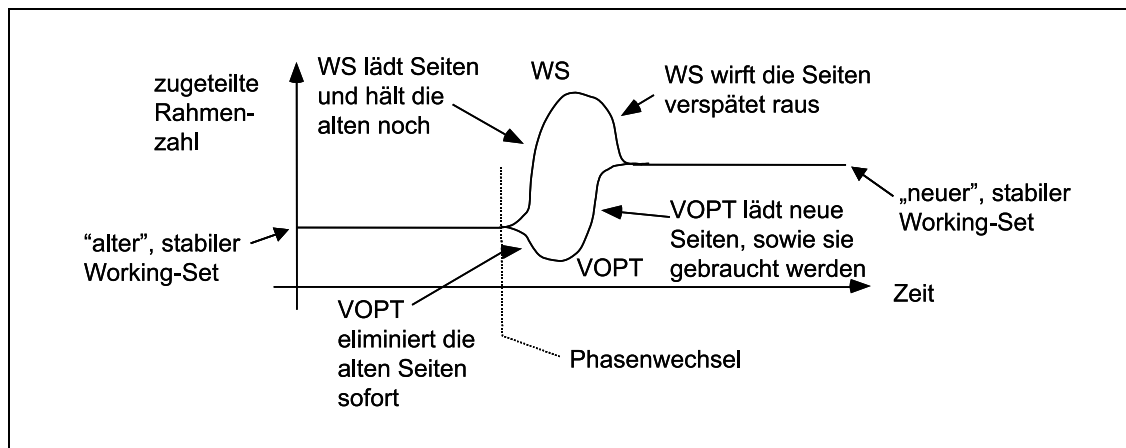 zugeteilte
Rahmen-
zahl
WS lädt Seiten
und hält die
alten noch
WS
WS wirft die Seiten
verspätet raus
“alter”, stabiler
Working-Set
VOPT
eliminiert die
alten Seiten
sofort
VOPT
VOPT lädt neue
Seiten, sowie sie
gebraucht werden
„neuer”, stabiler
Working-Set
Zeit
Phasenwechsel